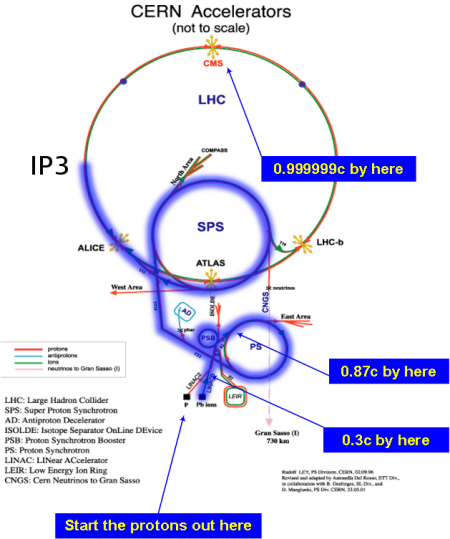 CERN Accelerators
(not to scale)
CMS
LHC
0.999999c by here
IP3
North Area
COMPASS
SPS
ALICE
LHC-b
ATLAS
West Area
CNGS
neutrinos
ISOLDE
East Area
AD
PSB
PS
protons
antiprotons
ions
neutrinos to Gran Sasso (I)
0.87c by here
LINAC2
LEIR
P
Pb ions
0.3c by here
Gran Sasso (I)
730 km
LHC: Large Hadron Collider
SPS: Super Proton Synchrotron
AD: Antiproton Decelerator
ISOLDE: Isotope Separator OnLine DEvice
PSB: Proton Synchrotron Booster
PS: Proton Synchrotron
LINAC: LINear ACcelerator
LEIR: Low Energy Ion Ring
CNGS: Cern Neutrinos to Gran Sasso
Rudolf LEY, PS Division, CERN, 02.09.96
Revised and adapted by Antonella Del Rosso, ETT Div.,
in collaboration with B. Desforges, SL Div., and
D. Manglunki, PS Div. CERN, 23.05.01
Start the protons out here